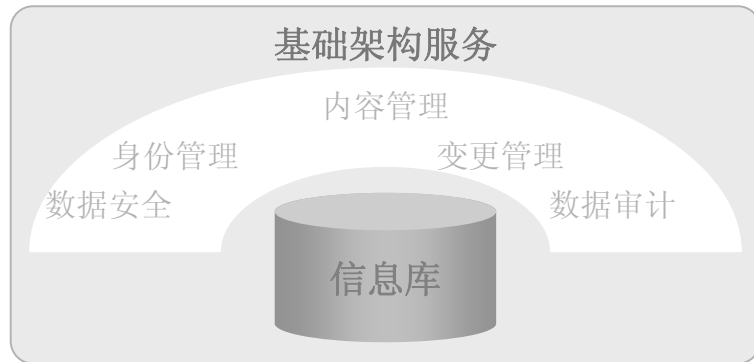 基础架构服务
内容管理
身份管理
变更管理
数据安全
数据审计
信息库